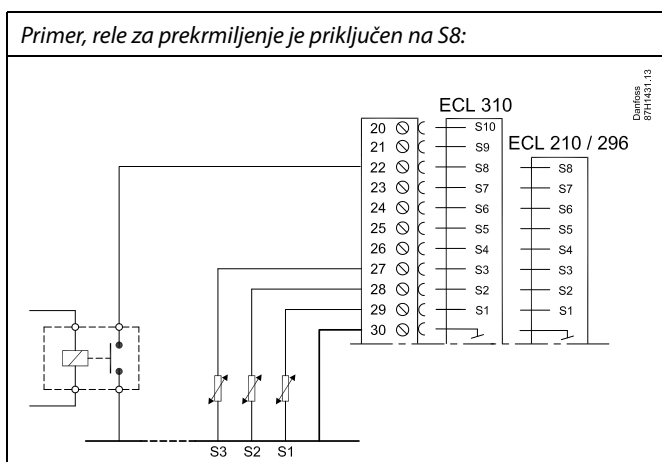 Primer, rele za prekrmiljenje je priključen na S8:
Danfoss
87H1431.13
ECL 310
ECL 210 / 296
20 S10
21 S9
22 S8 S8
23 S7 S7
24 S6 S6
25 S5 S5
26 S4 S4
27 S3 S3
28 S2 S2
29 S1 S1
30
S3 S2 S1